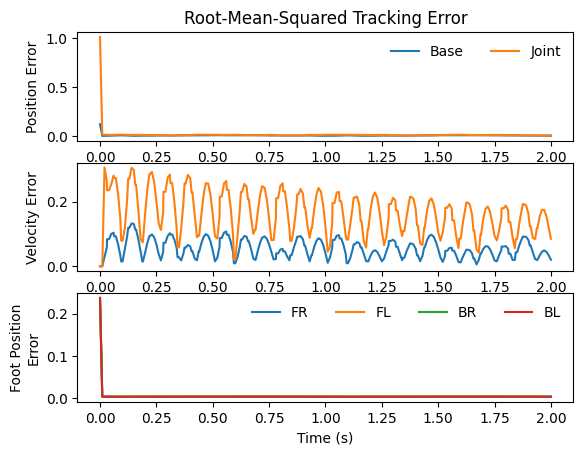 Root-Mean-Squared Tracking Error
Position Error
1.0
0.5
0.0
Base
Joint
0.00 0.25 0.50 0.75 1.00 1.25 1.50 1.75 2.00
Velocity Error
0.2
0.0
0.00 0.25 0.50 0.75 1.00 1.25 1.50 1.75 2.00
Foot Position
Error
0.2
0.1
0.0
FR
FL
BR
BL
0.00 0.25 0.50 0.75 1.00 1.25 1.50 1.75 2.00
Time (s)